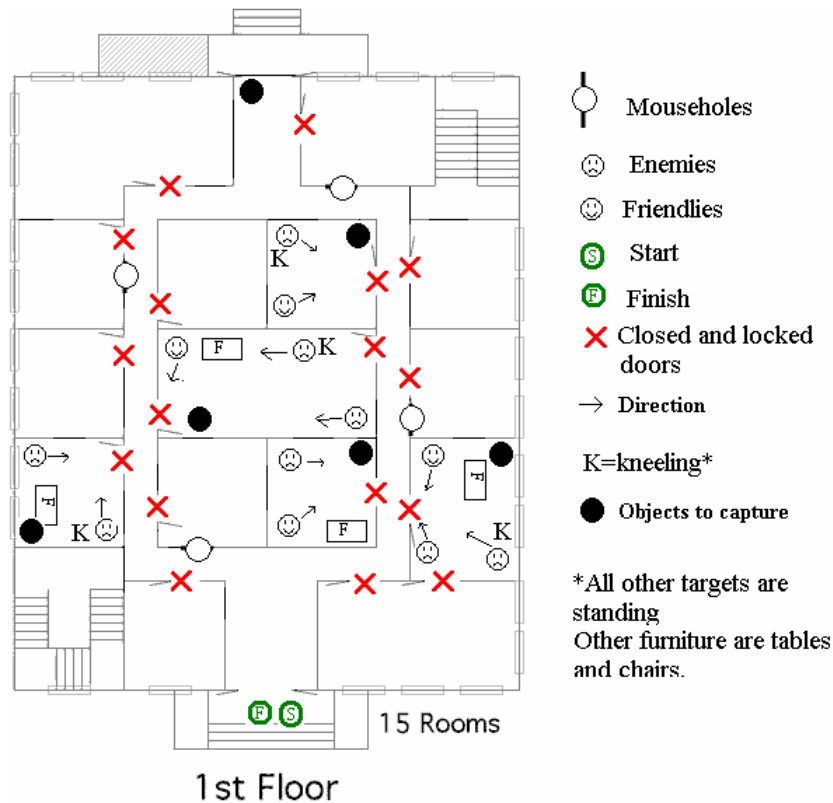 Mouseholes
Enemies
Friendlies
S Start
F Finish
Closed and locked
doors
Direction
K=kneeling*
Objects to capture
*All other targets are
standing
Other furniture are tables
and chairs.
K
F
K
F
K
F
F
K
F S
15 Rooms
1st Floor